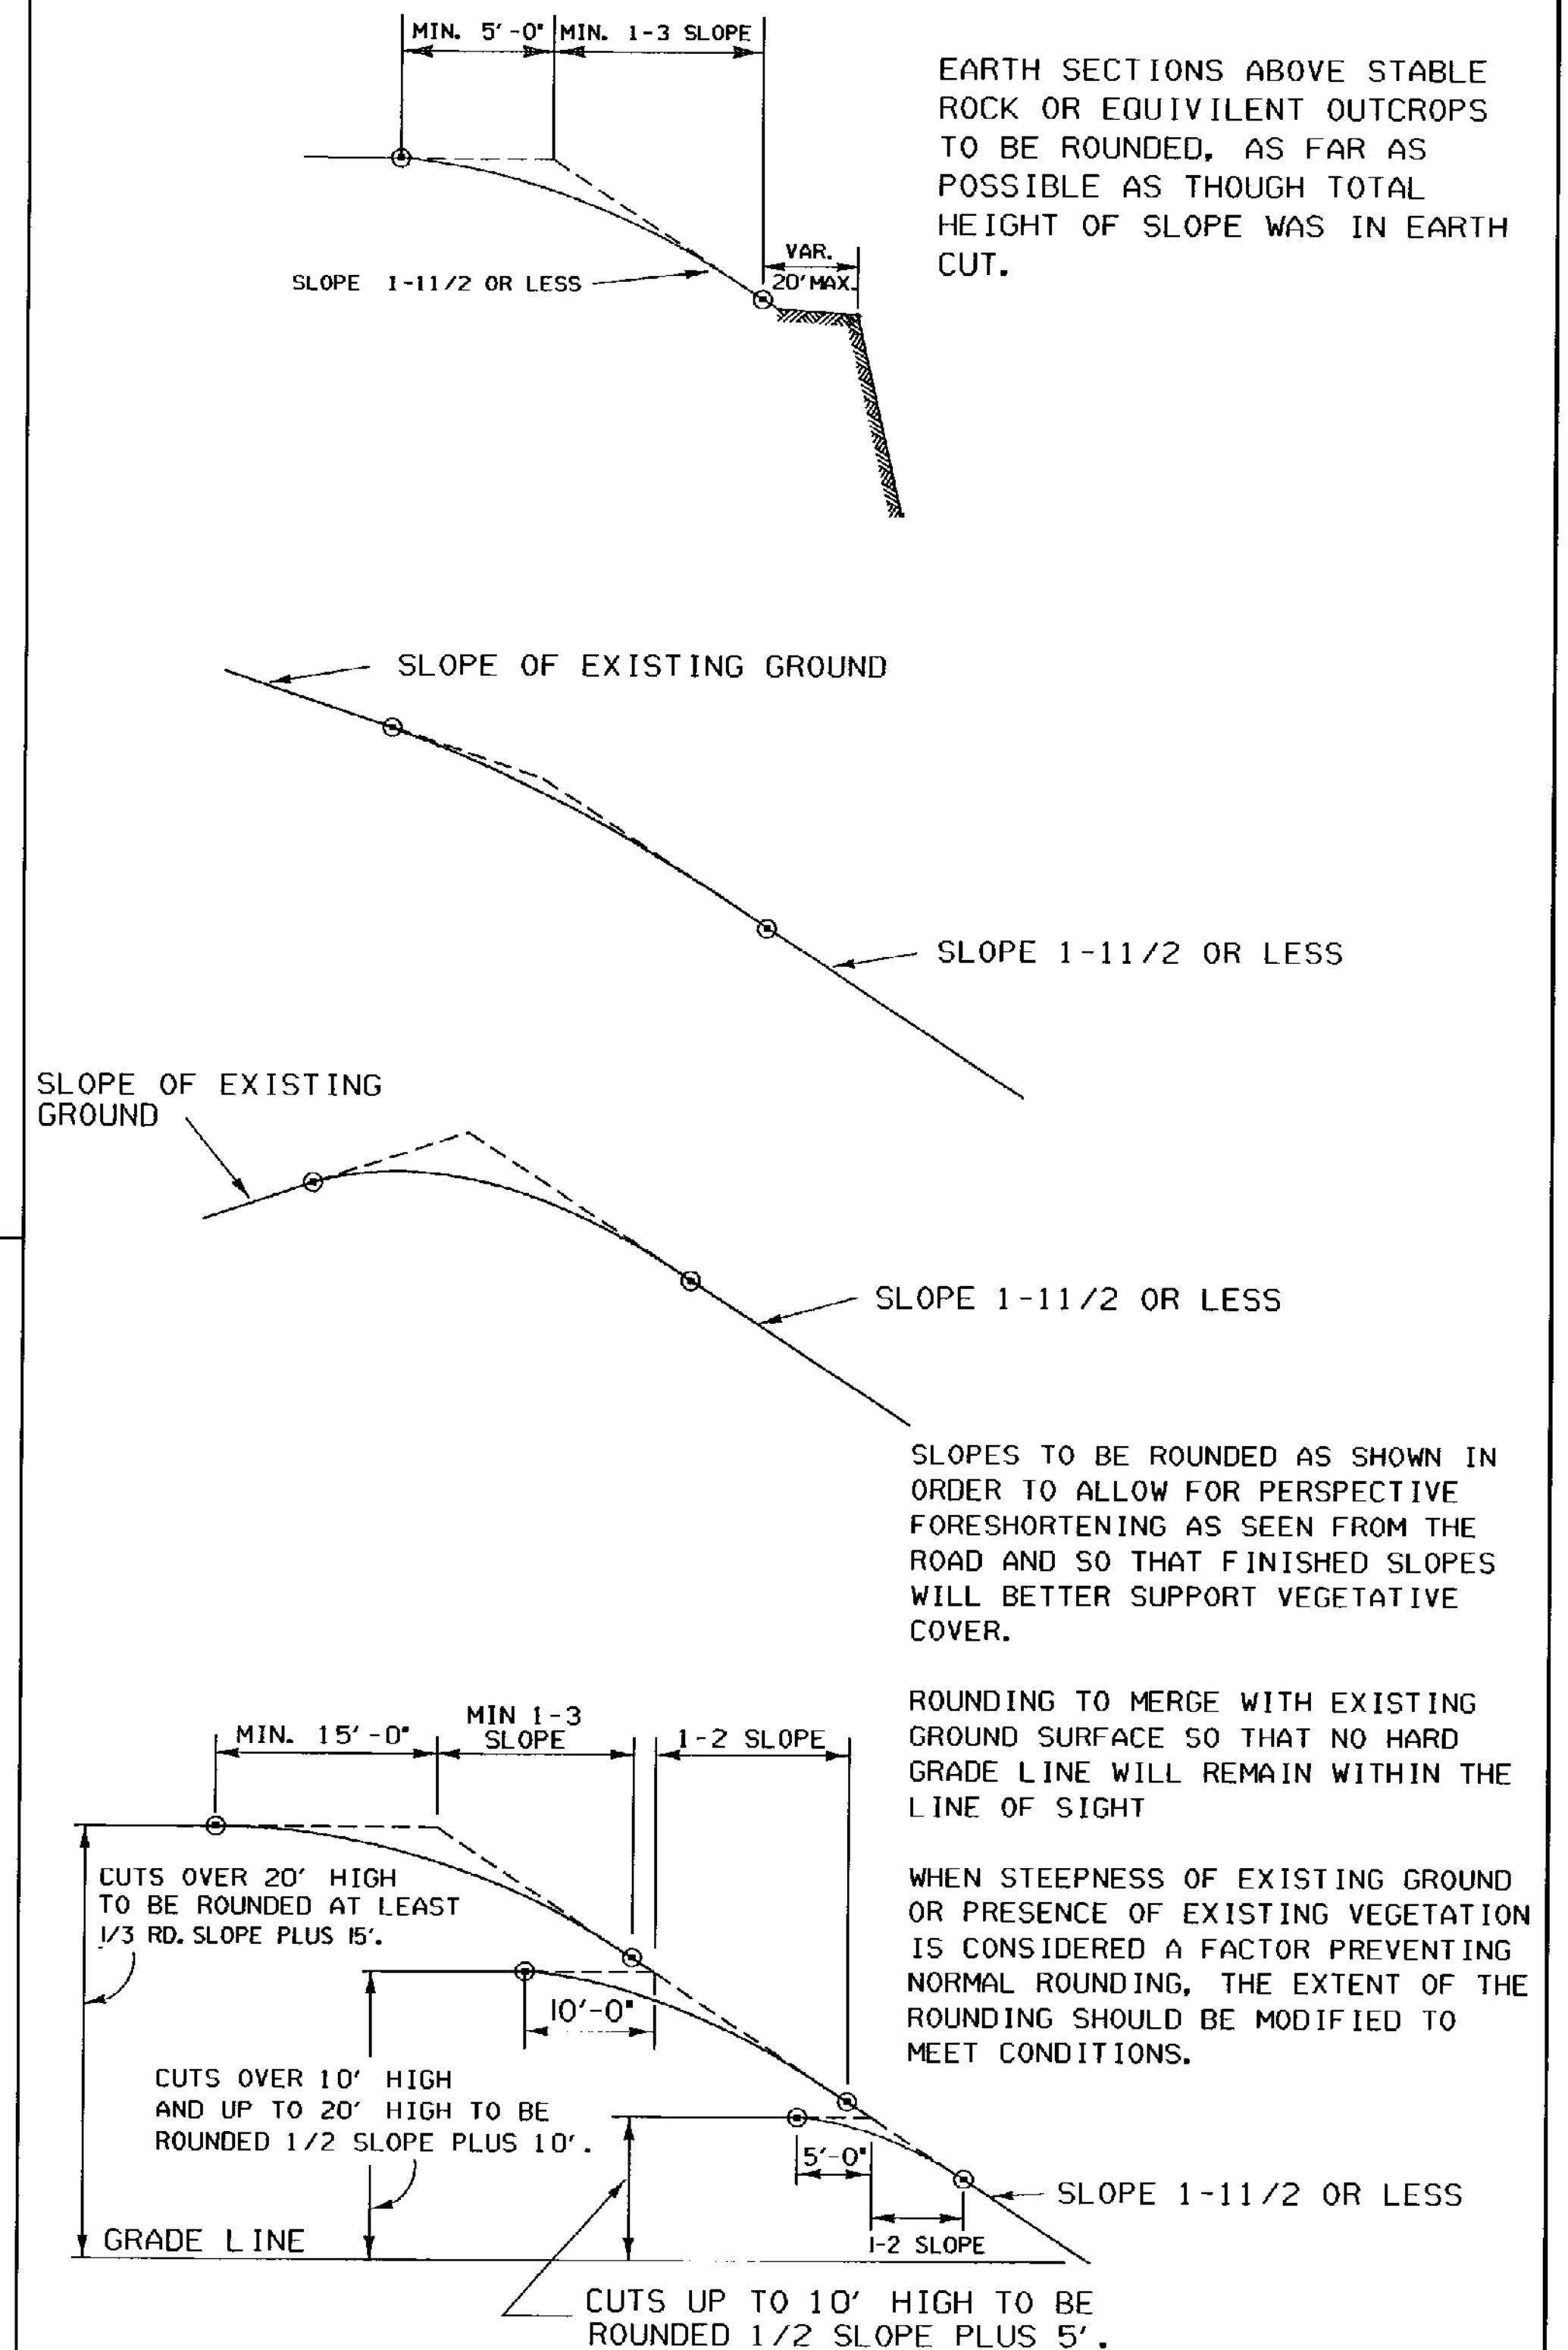 MIN. 5'-0"
MIN. 1-3 SLOPE
EARTH SECTIONS ABOVE STABLE
ROCK OR EQUIVILENT OUTCROPS
TO BE ROUNDED, AS FAR AS
POSSIBLE AS THOUGH TOTAL
HEIGHT OF SLOPE WAS IN EARTH
CUT.
VAR.
20' MAX.
SLOPE 1-11/2 OR LESS
SLOPE OF EXISTING GROUND
SLOPE 1-11/2 OR LESS
SLOPE OF EXISTING
GROUND
SLOPE 1-11/2 OR LESS
SLOPES TO BE ROUNDED AS SHOWN IN
ORDER TO ALLOW FOR PERSPECTIVE
FORESHORTENING AS SEEN FROM THE
ROAD AND SO THAT FINISHED SLOPES
WILL BETTER SUPPORT VEGETATIVE
COVER.
ROUNDING TO MERGE WITH EXISTING
GROUND SURFACE SO THAT NO HARD
GRADE LINE WILL REMAIN WITHIN THE
LINE OF SIGHT
WHEN STEEPNESS OF EXISTING GROUND
OR PRESENCE OF EXISTING VEGETATION
IS CONSIDERED A FACTOR PREVENTING
NORMAL ROUNDING, THE EXTENT OF THE
ROUNDING SHOULD BE MODIFIED TO
MEET CONDITIONS.
MIN. 15'-0"
MIN 1-3
SLOPE
1-2 SLOPE
CUTS OVER 20' HIGH
TO BE ROUNDED AT LEAST
1/3 RD. SLOPE PLUS 15'.
10'-0"
CUTS OVER 10' HIGH
AND UP TO 20' HIGH TO BE
ROUNDED 1/2 SLOPE PLUS 10'.
5'-0"
SLOPE 1-11/2 OR LESS
1-2 SLOPE
GRADE LINE
CUTS UP TO 10' HIGH TO BE
ROUNDED 1/2 SLOPE PLUS 5'.